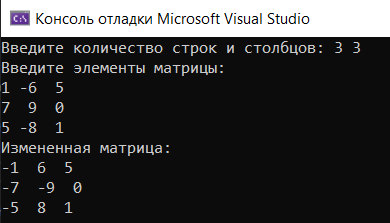 Консоль отладки Microsoft Visual Studio
Введите количество строк и столбцов: 3 3
Введите элементы матрицы:
1 -6  5
7  9  0
5 -8  1
Измененная матрица:
-1  6  5
-7  -9  0
-5  8  1